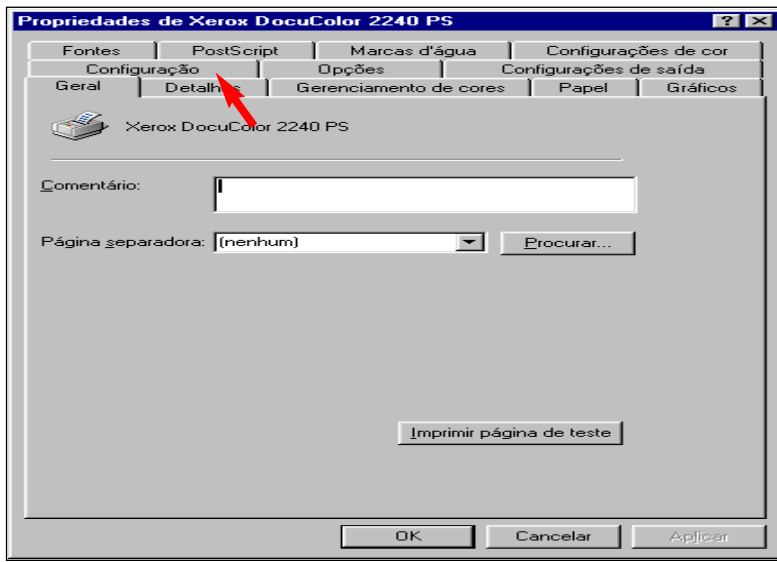 Propriedades de Xerox DocuColor 2240 PS
Fontes PostScript Marcas d'água Configurações de cor
Configuração Opções Configurações de saída
Geral Detalhes Gerenciamento de cores Papel Gráficos
Xerox DocuColor 2240 PS
Comentário:
Página separadora: (nenhum) Procurar...
Imprimir página de teste
OK Cancelar Aplicar